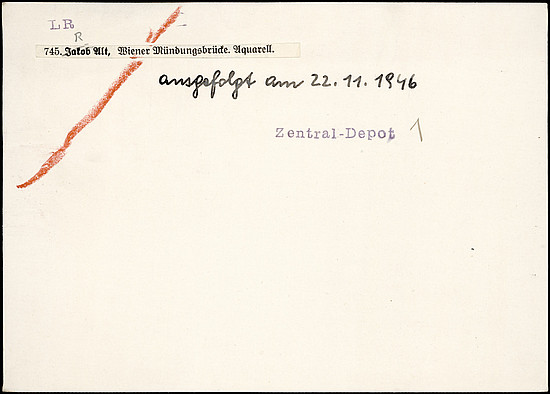 LR
R
745. Jakob Alt, Wiener Mündungsbrücke. Aquarell.
ausgefolgt am 22.11.1946
Zentral-Depot 1